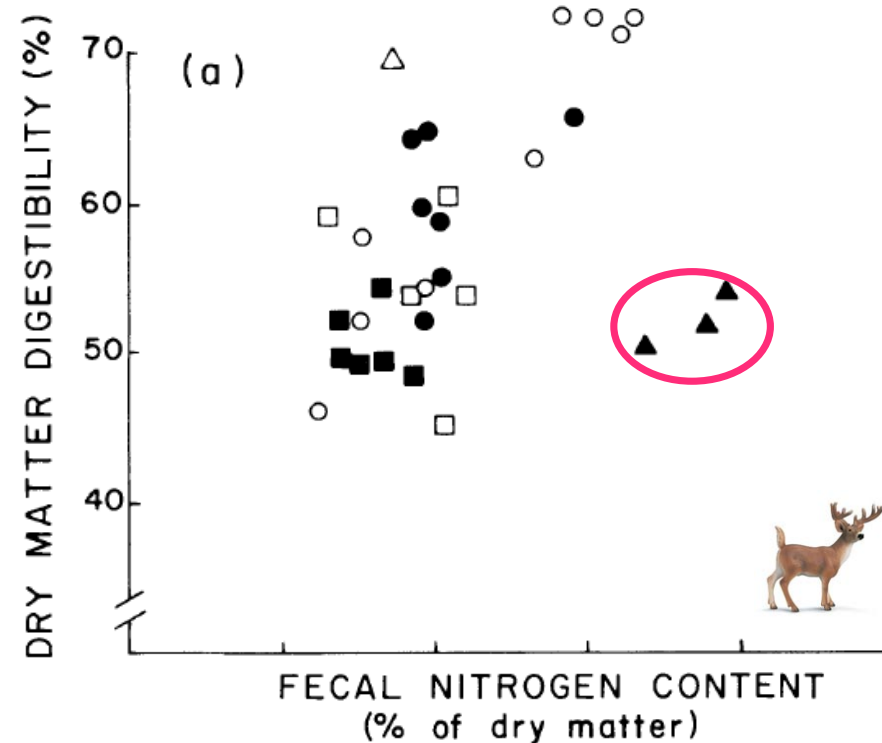 (a)
DRY MATTER DIGESTIBILITY (%)
70
60
50
40
FECAL NITROGEN CONTENT
(% of dry matter)